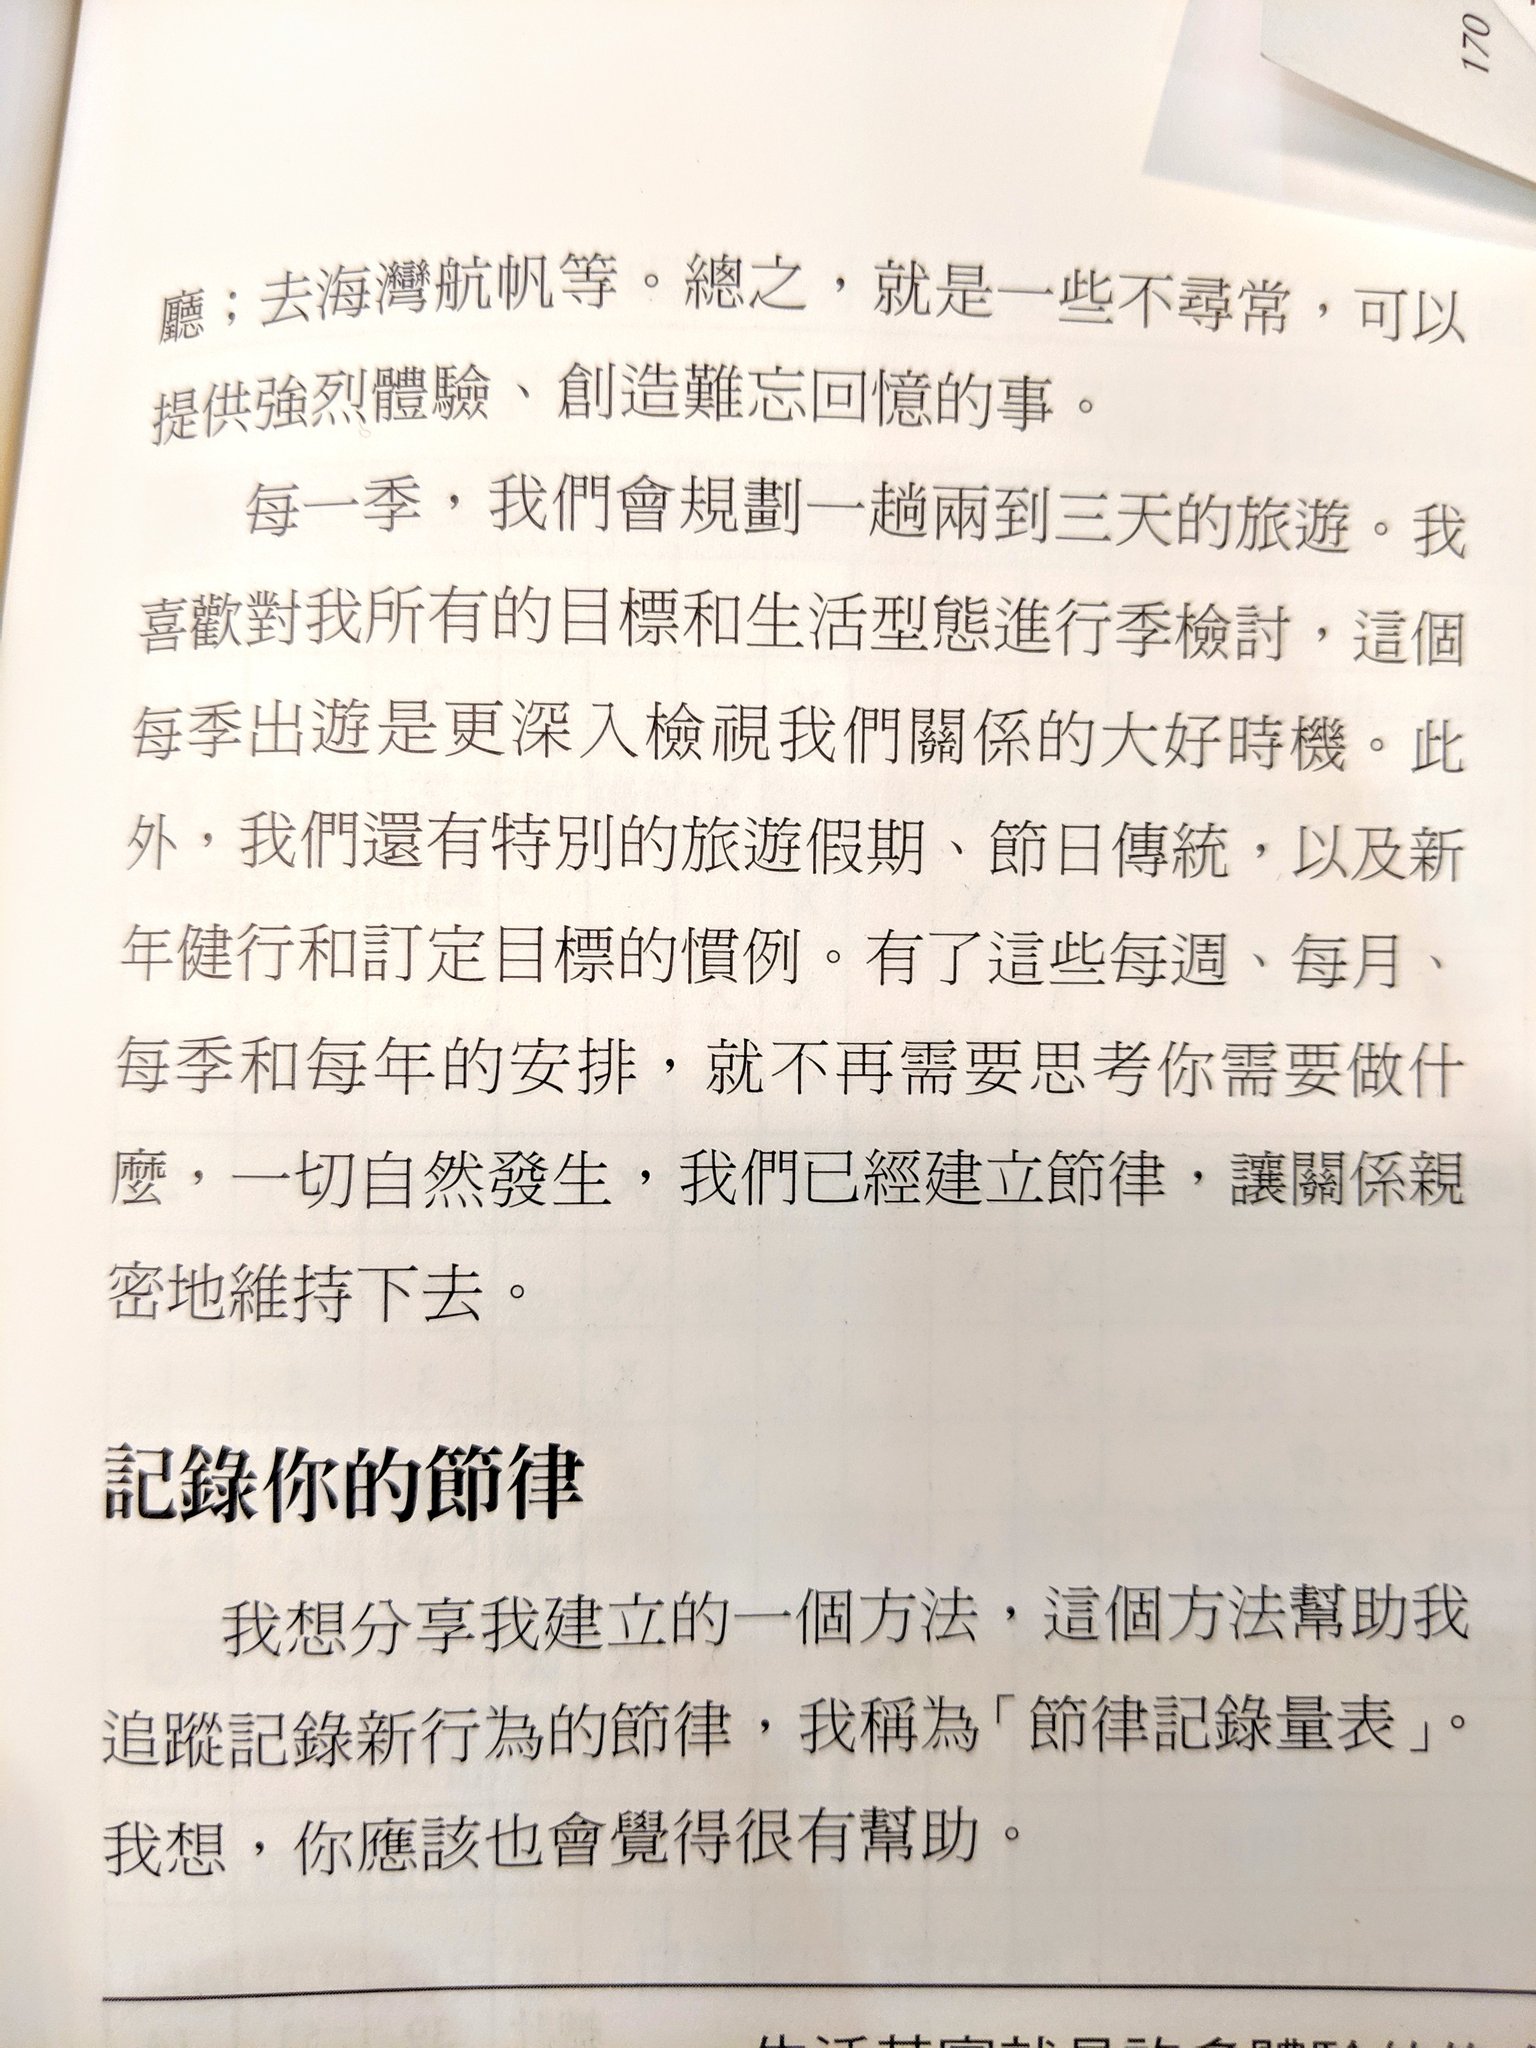 170
廳；去海灣航帆等。總之，就是一些不尋常，可以
提供強烈體驗、創造難忘回憶的事。
每一季，我們會規劃一趟兩到三天的旅遊。我
喜歡對我所有的目標和生活型態進行季檢討，這個
每季出遊是更深入檢視我們關係的大好時機。此
外，我們還有特別的旅遊假期、節日傳統，以及新
年健行和訂定目標的慣例。有了這些每週、每月、
每季和每年的安排，就不再需要思考你需要做什
麼，一切自然發生，我們已經建立節律，讓關係親
密地維持下去。
記錄你的節律
我想分享我建立的一個方法，這個方法幫助我
追蹤記錄新行為的節律，我稱為「節律記錄量表」。
我想，你應該也會覺得很有幫助。